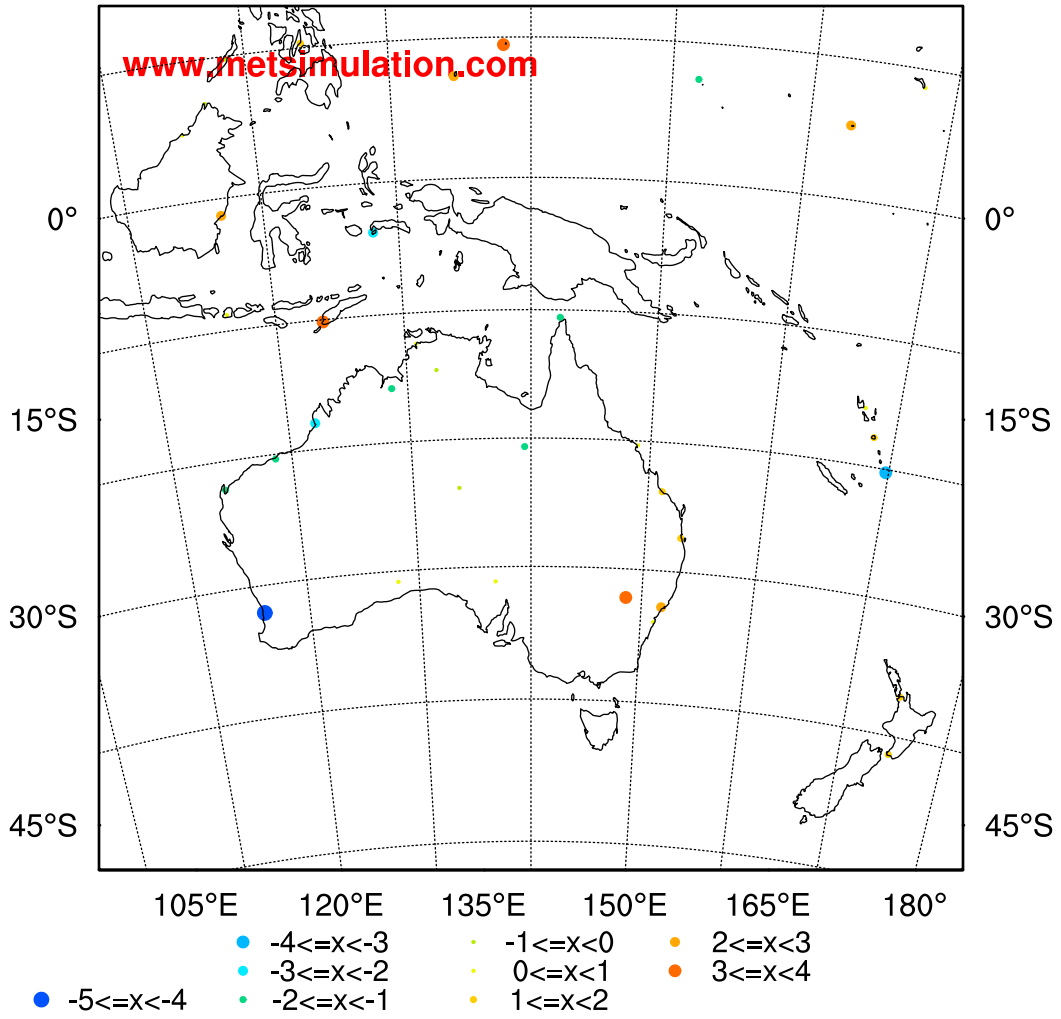 www.metsimulation.com
0° 0°
15°S 15°S
30°S 30°S
45°S 45°S
105°E 120°E 135°E 150°E 165°E 180°
-4<=x<-3 -1<=x<0 2<=x<3
-3<=x<-2 0<=x<1 3<=x<4
-5<=x<-4 -2<=x<-1 1<=x<2